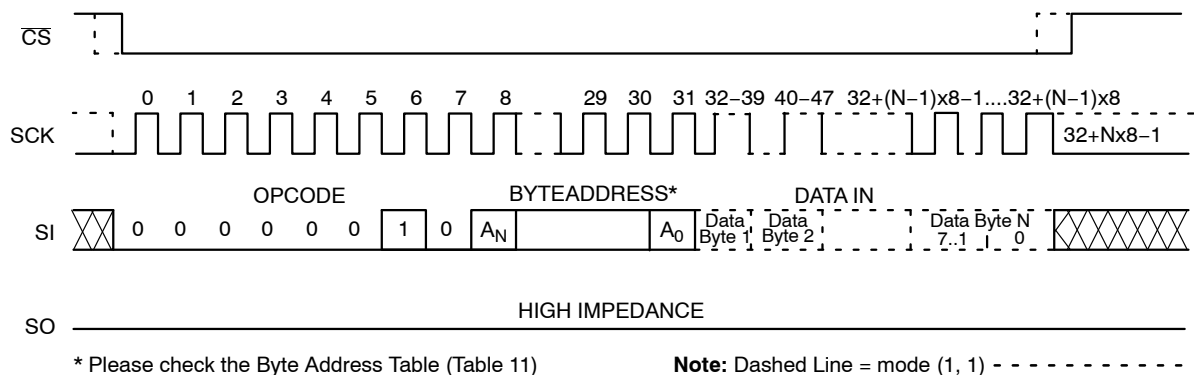 CS
0 1 2 3 4 5 6 7 8 29 30 31 32−39 40−47 32+(N−1)x8−1....32+(N−1)x8
SCK
32+Nx8−1
OPCODE BYTEADDRESS* DATA IN
SI 0 0 0 0 0 0 1 0 AN A0 Data Byte 1 Data Byte 2 Data Byte N 7..1 0
HIGH IMPEDANCE
SO
* Please check the Byte Address Table (Table 11) Note: Dashed Line = mode (1, 1)